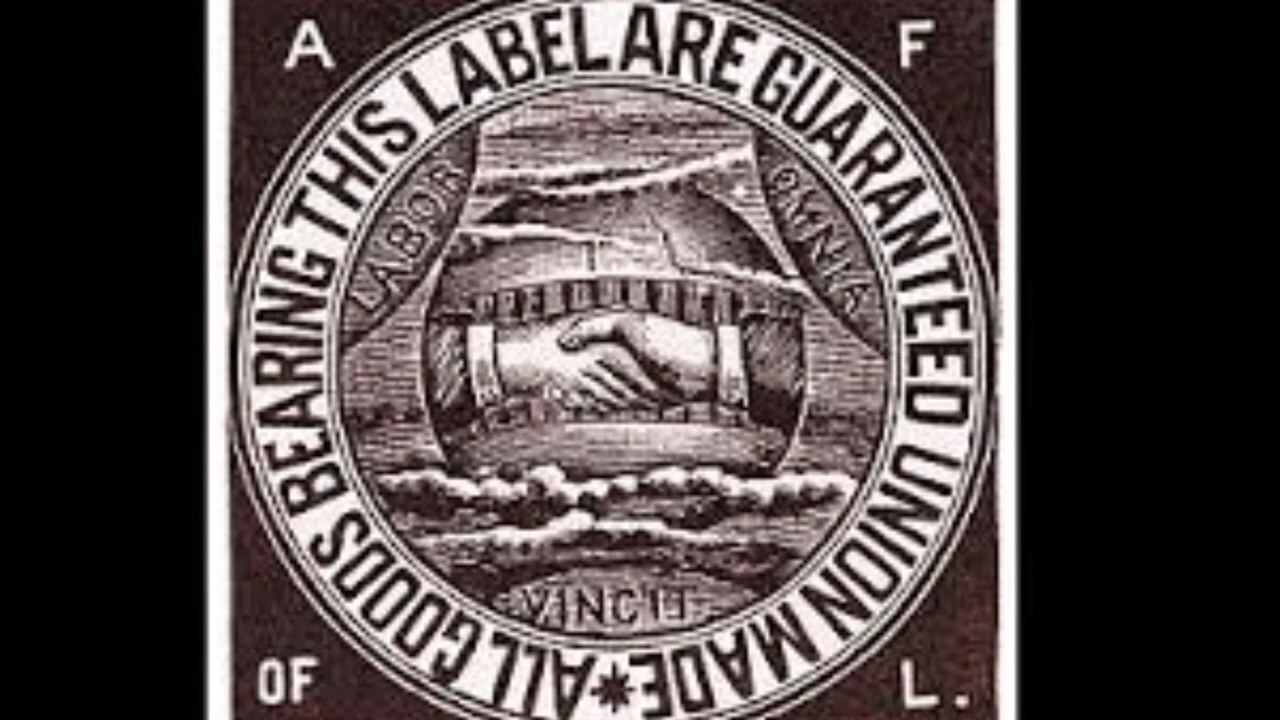 A F
ALL GOODS BEARING THIS LABEL ARE GUARANTEED UNION MADE
LABOR OMNIA
VINCIT
OF L.